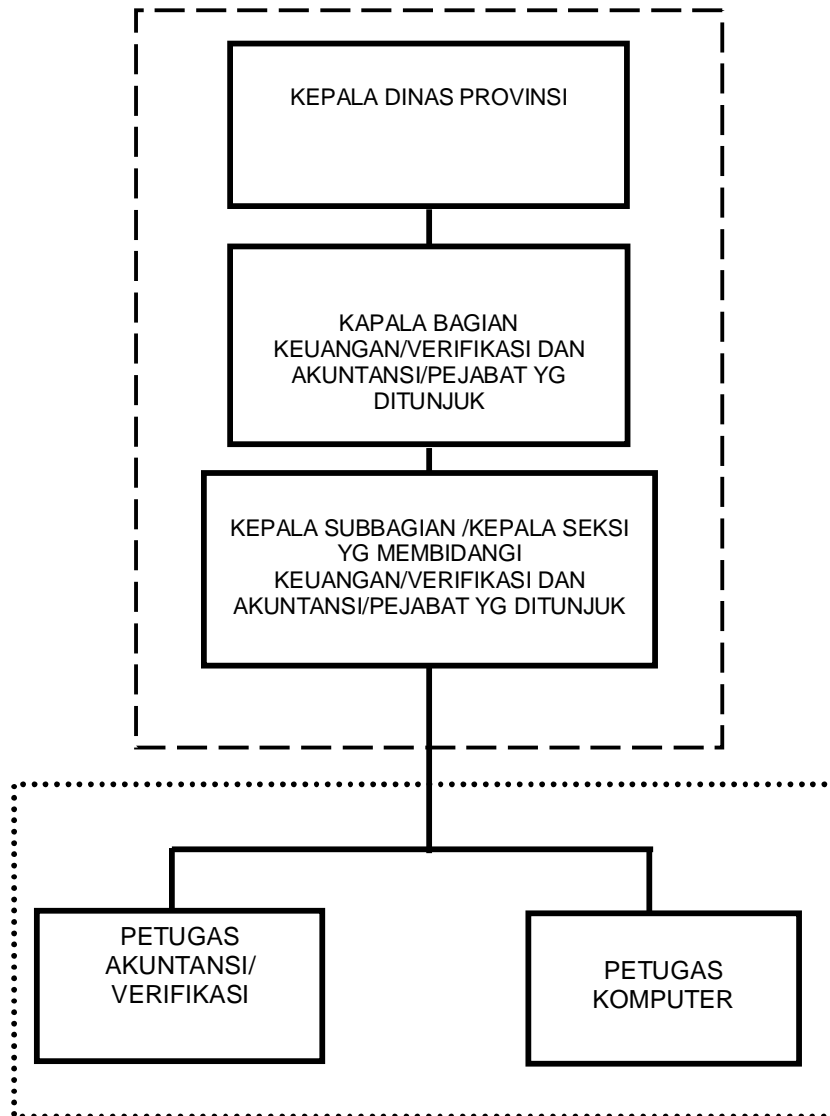 KEPALA DINAS PROVINSI
KAPALA BAGIAN
KEUANGAN/VERIFIKASI DAN
AKUNTANSI/PEJABAT YG
DITUNJUK
KEPALA SUBBAGIAN /KEPALA SEKSI
YG MEMBIDANGI
KEUANGAN/VERIFIKASI DAN
AKUNTANSI/PEJABAT YG DITUNJUK
PETUGAS
AKUNTANSI/
VERIFIKASI
PETUGAS
KOMPUTER